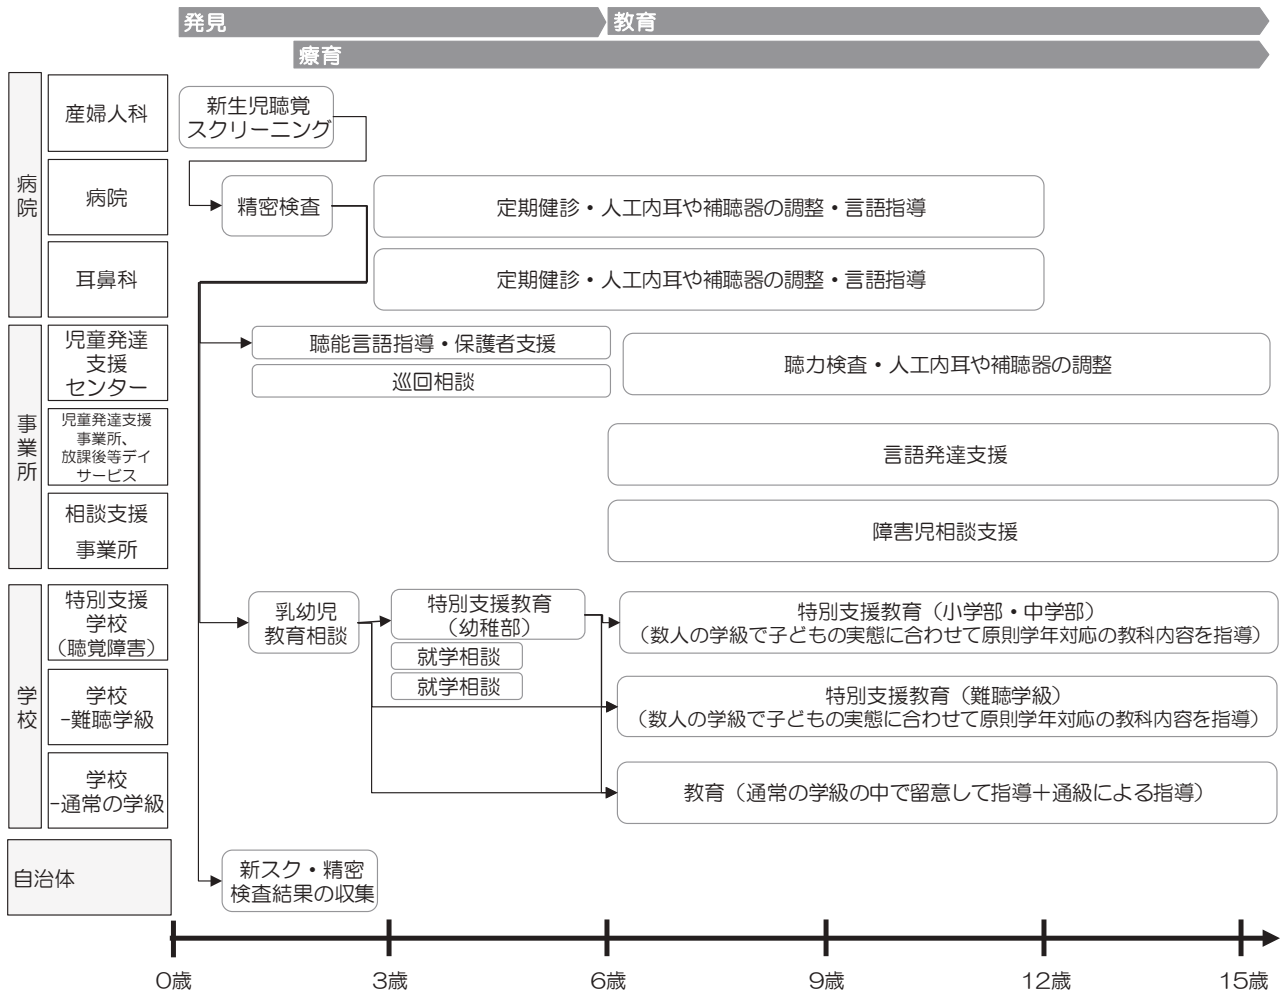 発見
教育
療育
病院
産婦人科
新生児聴覚
スクリーニング
病院
精密検査
定期健診・人工内耳や補聴器の調整・言語指導
耳鼻科
定期健診・人工内耳や補聴器の調整・言語指導
事業所
児童発達
支援
センター
聴能言語指導・保護者支援
巡回相談
聴力検査・人工内耳や補聴器の調整
児童発達支援
事業所、
放課後等デイ
サービス
言語発達支援
相談支援
事業所
障害児相談支援
学校
特別支援
学校
（聴覚障害）
乳幼児
教育相談
特別支援教育
（幼稚部）
就学相談
就学相談
特別支援教育（小学部・中学部）
（数人の学級で子どもの実態に合わせて原則学年対応の教科内容を指導）
学校
-難聴学級
特別支援教育（難聴学級）
（数人の学級で子どもの実態に合わせて原則学年対応の教科内容を指導）
学校
-通常の学級
教育（通常の学級の中で留意して指導＋通級による指導）
自治体
新スク・精密
検査結果の収集
0歳
3歳
6歳
9歳
12歳
15歳